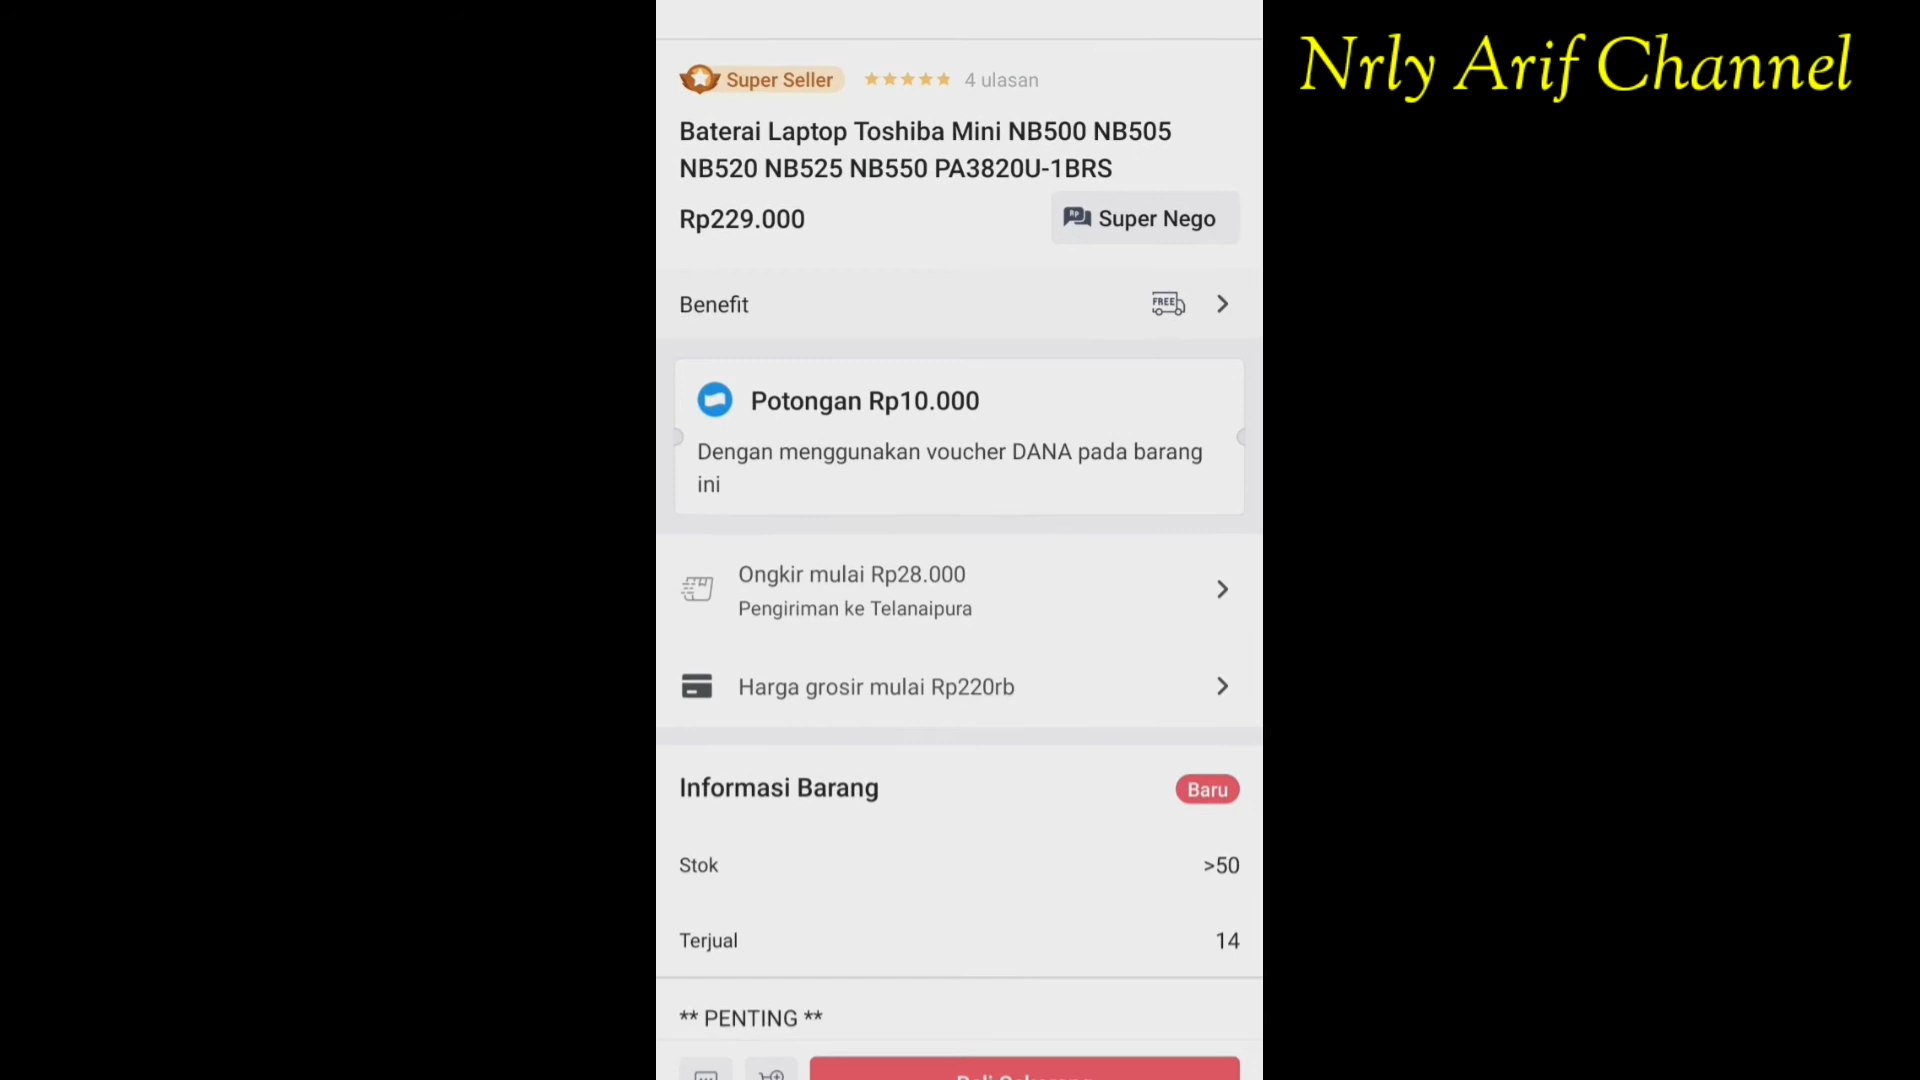 Nrly Arif Channel
Super Seller 4 ulasan
Baterai Laptop Toshiba Mini NB500 NB505
NB520 NB525 NB550 PA3820U-1BRS
Rp229.000
Super Nego
Benefit
FREE
Potongan Rp10.000
Dengan menggunakan voucher DANA pada barang
ini
Ongkir mulai Rp28.000
Pengiriman ke Telanaipura
Harga grosir mulai Rp220rb
Informasi Barang
Baru
Stok >50
Terjual 14
** PENTING **